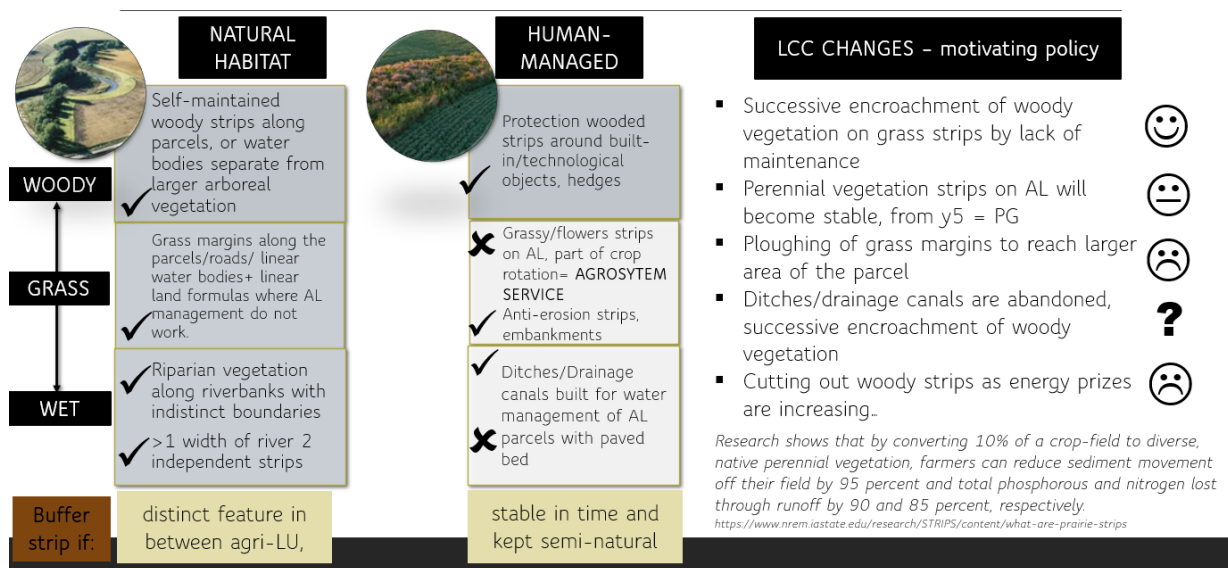 NATURAL
HABITAT
HUMAN-
MANAGED
LCC CHANGES – motivating policy
WOODY
GRASS
WET
Self-maintained
woody strips along
parcels, or water
bodies separate from
larger arboreal
vegetation
Grass margins along the
parcels/roads/ linear
water bodies+ linear
land formulas where AL
management do not
work.
Riparian vegetation
along riverbanks with
indistinct boundaries
>1 width of river 2
independent strips
Protection wooded
strips around built-
in/technological
objects, hedges
Grassy/flowers strips
on AL, part of crop
rotation= AGROSYTEM
SERVICE
Anti-erosion strips,
embankments
Ditches/Drainage
canals built for water
management of AL
parcels with paved
bed
Buffer
strip if:
distinct feature in
between agri-LU,
stable in time and
kept semi-natural
▪ Successive encroachment of woody
vegetation on grass strips by lack of
maintenance
▪ Perennial vegetation strips on AL will
become stable, from y5 = PG
▪ Ploughing of grass margins to reach larger
area of the parcel
▪ Ditches/drainage canals are abandoned,
successive encroachment of woody
vegetation
?
▪ Cutting out woody strips as energy prizes
are increasing…
Research shows that by converting 10% of a crop-field to diverse,
native perennial vegetation, farmers can reduce sediment movement
off their field by 95 percent and total phosphorous and nitrogen lost
through runoff by 90 and 85 percent, respectively.
https://www.nrem.iastate.edu/research/STRIPS/content/what-are-prairie-strips